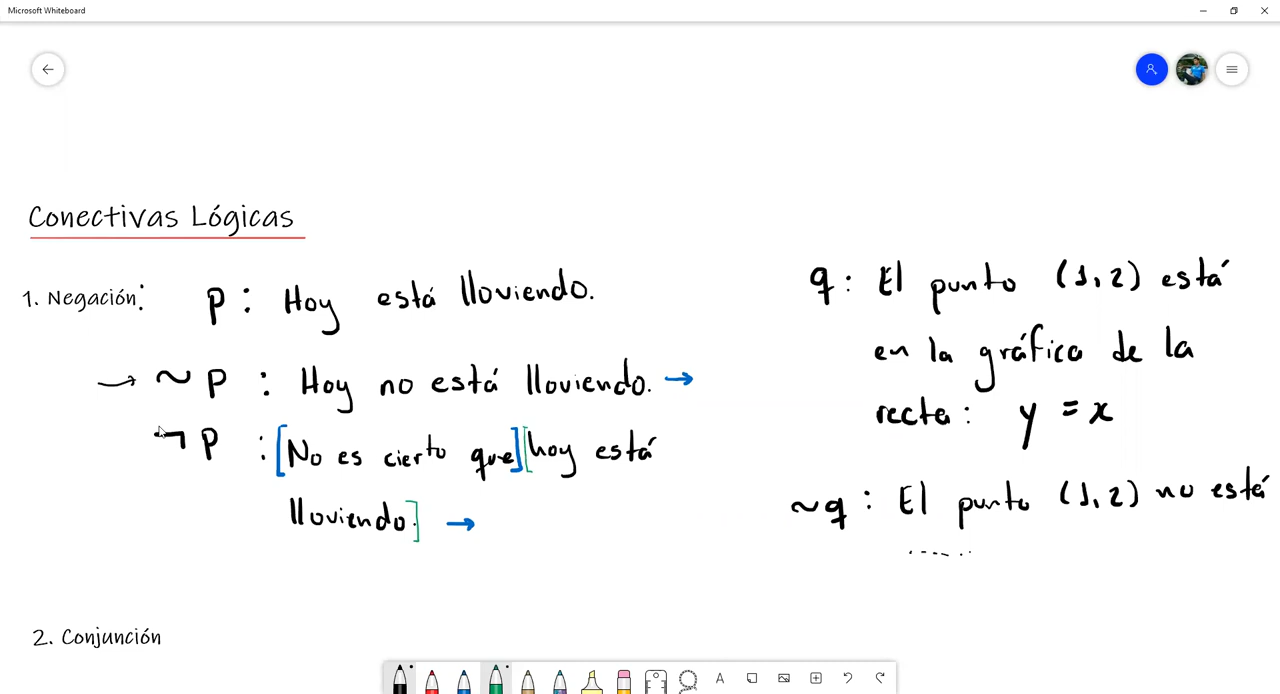 Microsoft Whiteboard
Conectivas Lógicas
1. Negación: p : Hoy está lloviendo.
→ ~ p : Hoy no está lloviendo. →
¬ p : [No es cierto que] [hoy está
lloviendo.] →
q : El punto (1, 2) está
en la gráfica de la
recta : y = x
~q : El punto (1, 2) no está
......
2. Conjunción
A